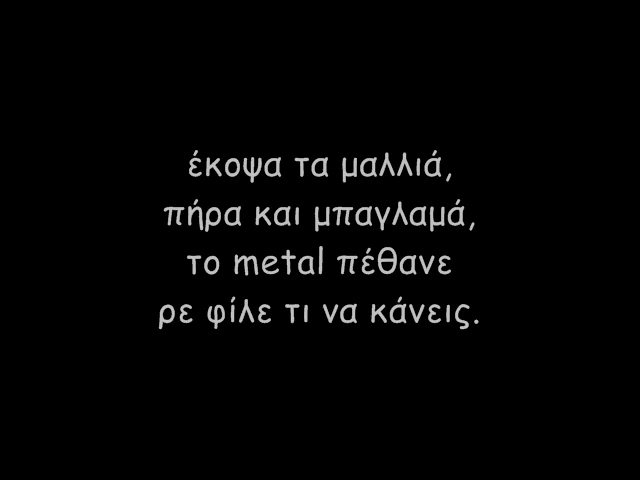 έκοψα τα μαλλιά,
πήρα και μπαγλαμά,
το metal πέθανε
ρε φίλε τι να κάνεις.